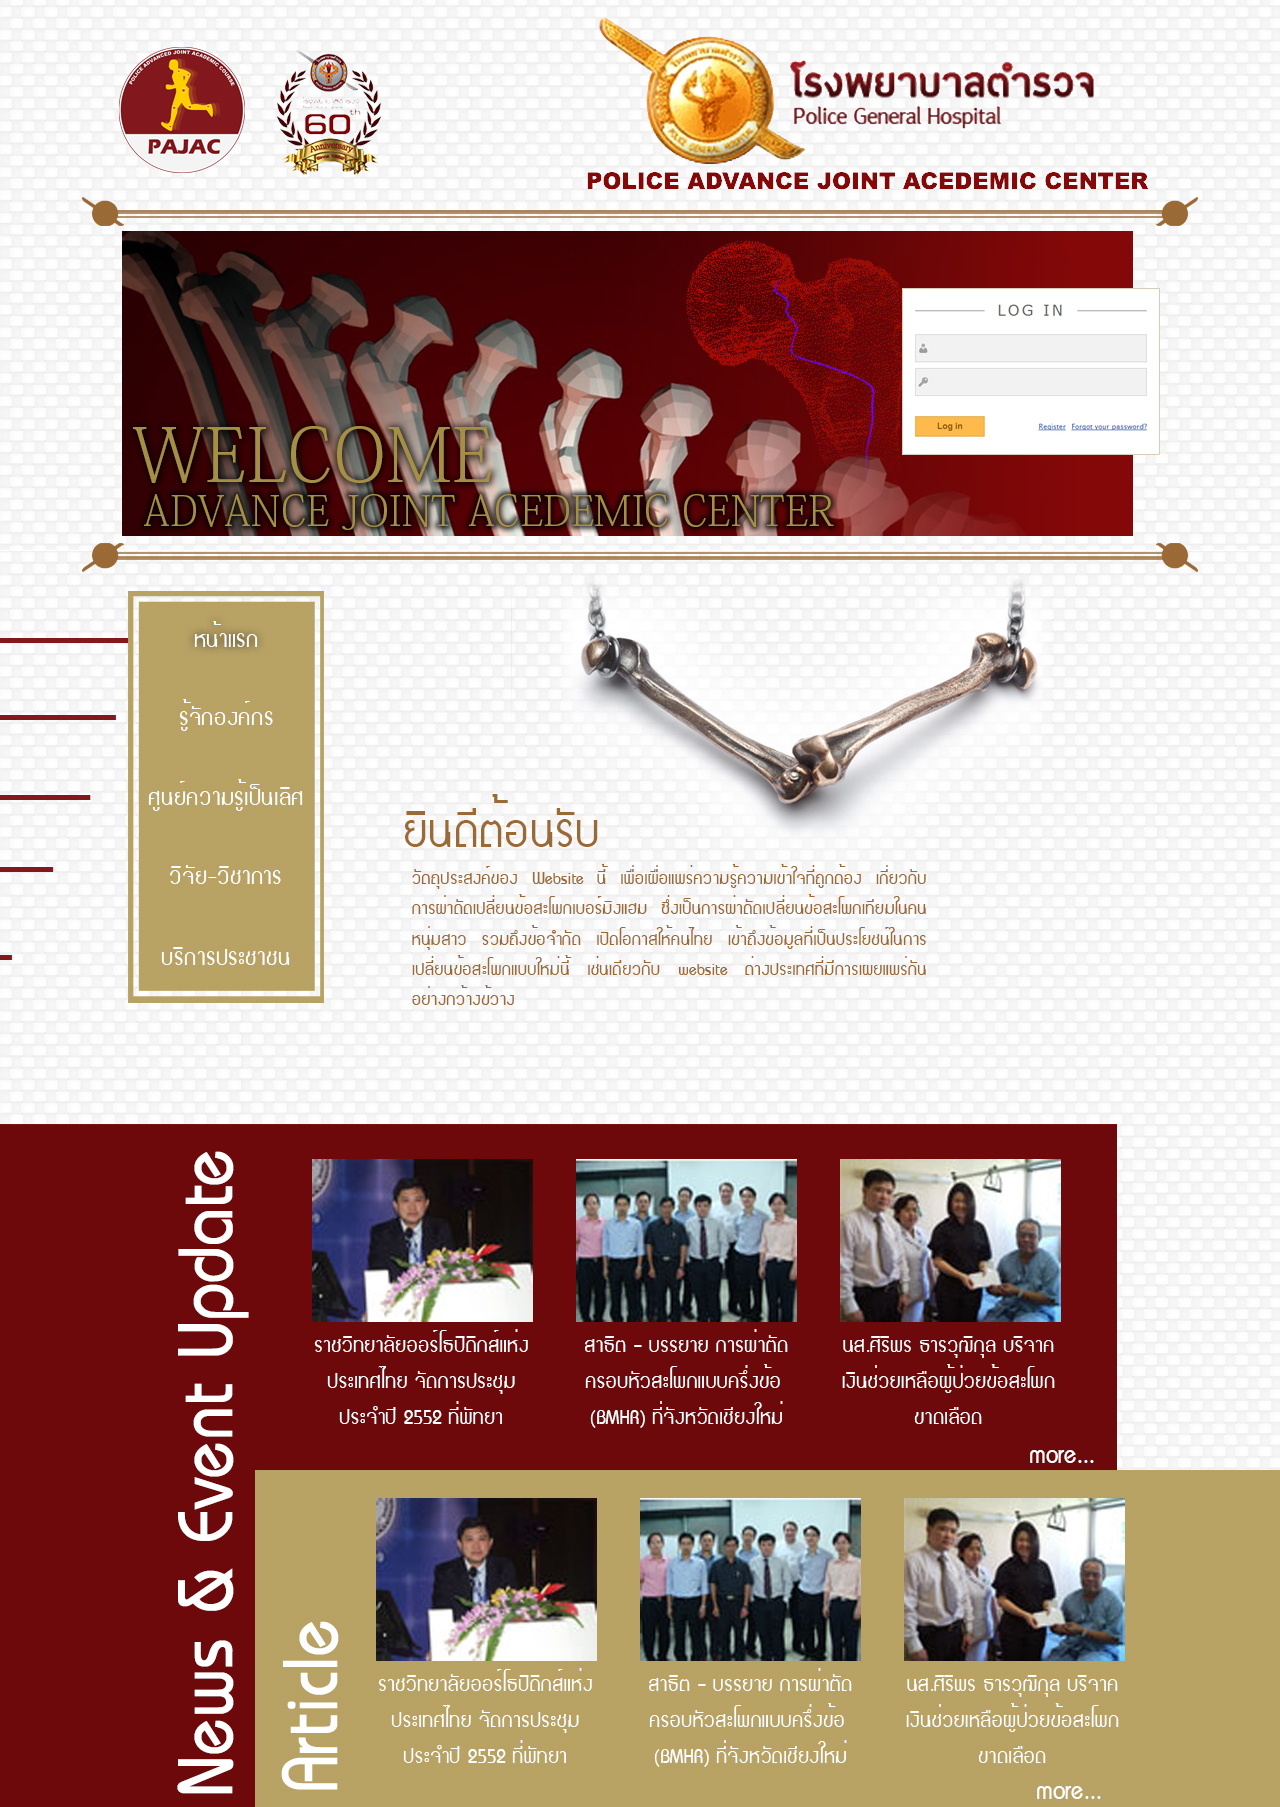 POLICE ADVANCED JOINT ACADEMIC COURSE
PAJAC
60th
Anniversary
โรงพยาบาลตำรวจ
Police General Hospital
POLICE ADVANCE JOINT ACEDEMIC CENTER
LOG IN
Log in
Register Forgot your password?
WELCOME
ADVANCE JOINT ACEDEMIC CENTER
หน้าแรก
รู้จักองค์กร
ศูนย์ความรู้เป็นเลิศ
วิจัย-วิชาการ
บริการประชาชน
ยินดีต้อนรับ
วัตถุประสงค์ของ Website นี้ เพื่อเผื่อแพร่ความรู้ความเข้าใจที่ถูกต้อง เกี่ยวกับ
การผ่าตัดเปลี่ยนข้อสะโพกเบอร์มิงแฮม ซึ่งเป็นการผ่าตัดเปลี่ยนข้อสะโพกเทียมในคน
หนุ่มสาว รวมถึงข้อจำกัด เปิดโอกาสให้คนไทย เข้าถึงข้อมูลที่เป็นประโยชน์ในการ
เปลี่ยนข้อสะโพกแบบใหม่นี้ เช่นเดียวกับ website ต่างประเทศที่มีการเผยแพร่กัน
อย่างกว้างขวาง
News & Event Update
ราชวิทยาลัยออร์โธปิดิกส์แห่ง
ประเทศไทย จัดการประชุม
ประจำปี 2552 ที่พัทยา
สาธิต - บรรยาย การผ่าตัด
ครอบหัวสะโพกแบบครึ่งข้อ
(BMHR) ที่จังหวัดเชียงใหม่
นส.ศิริพร ธารวุฒิกุล บริจาค
เงินช่วยเหลือผู้ป่วยข้อสะโพก
ขาดเลือด
more...
Article
ราชวิทยาลัยออร์โธปิดิกส์แห่ง
ประเทศไทย จัดการประชุม
ประจำปี 2552 ที่พัทยา
สาธิต - บรรยาย การผ่าตัด
ครอบหัวสะโพกแบบครึ่งข้อ
(BMHR) ที่จังหวัดเชียงใหม่
นส.ศิริพร ธารวุฒิกุล บริจาค
เงินช่วยเหลือผู้ป่วยข้อสะโพก
ขาดเลือด
more...